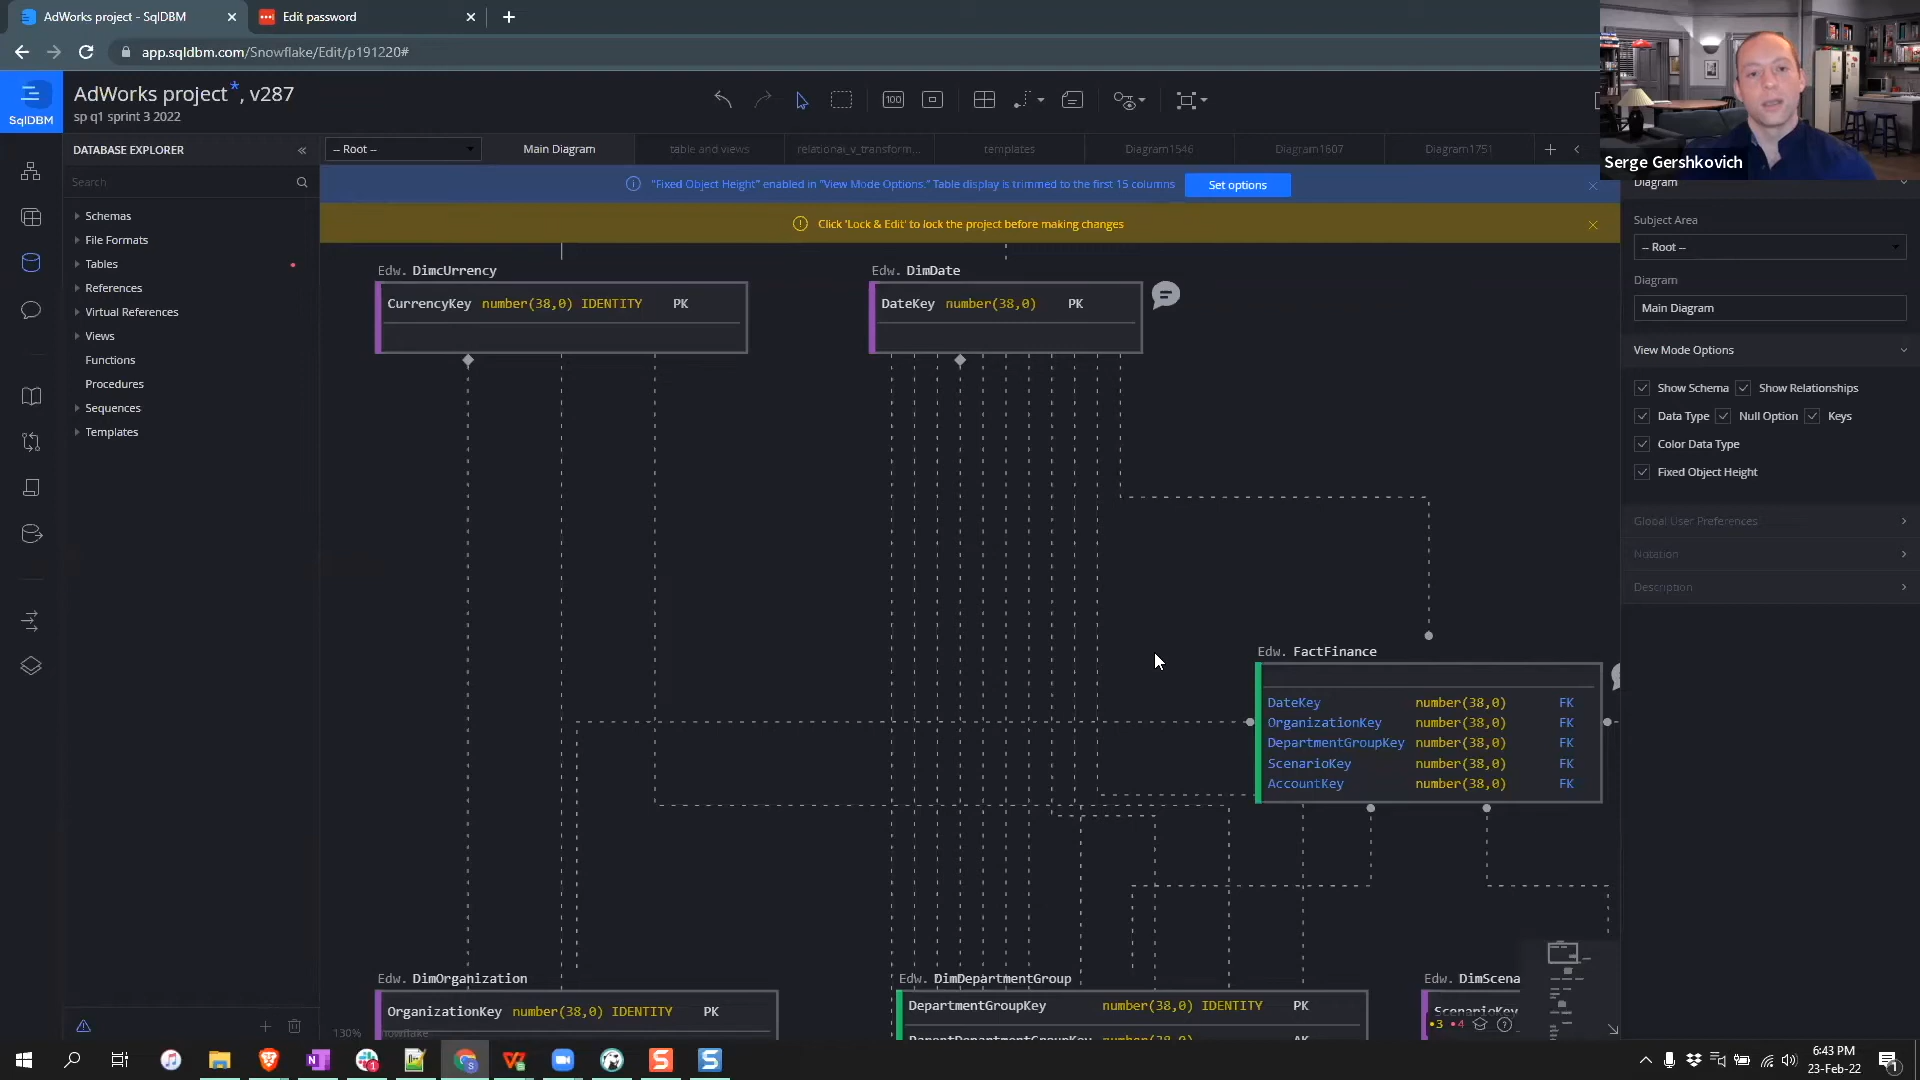 AdWorks project - SqlDBM
Edit password
app.sqldbm.com/Snowflake/Edit/p191220#
SqlDBM
AdWorks project*, v287
sp q1 sprint 3 2022
100
Serge Gershkovich
DATABASE EXPLORER
-- Root --
Main Diagram
table and views
relational_v_transform...
templates
Diagram1546
Diagram1607
Diagram1751
Search
"Fixed Object Height" enabled in "View Mode Options." Table display is trimmed to the first 15 columns
Set options
Click 'Lock & Edit' to lock the project before making changes
Schemas
File Formats
Tables
References
Virtual References
Views
Functions
Procedures
Sequences
Templates
Edw. DimcUrrency
CurrencyKey number(38,0) IDENTITY PK
Edw. DimDate
DateKey number(38,0) PK
Edw. FactFinance
DateKey number(38,0) FK
OrganizationKey number(38,0) FK
DepartmentGroupKey number(38,0) FK
ScenarioKey number(38,0) FK
AccountKey number(38,0) FK
Edw. DimOrganization
OrganizationKey number(38,0) IDENTITY PK
Edw. DimDepartmentGroup
DepartmentGroupKey number(38,0) IDENTITY PK
Edw. DimScena
ScenarioKey
3 4
130%
Diagram
Subject Area
-- Root --
Diagram
Main Diagram
View Mode Options
Show Schema
Show Relationships
Data Type
Null Option
Keys
Color Data Type
Fixed Object Height
Global User Preferences
Notation
Description
6:43 PM
23-Feb-22
1